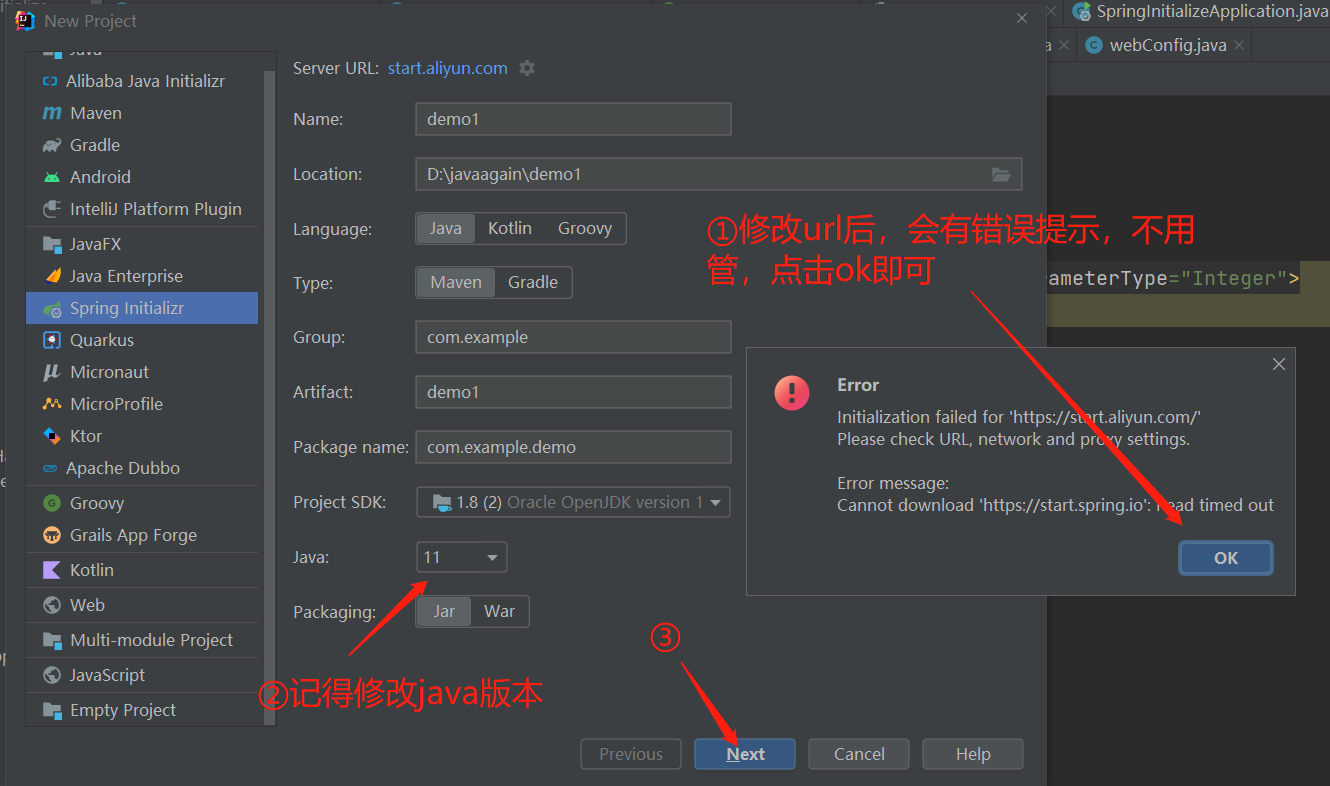 New Project
SpringInitializeApplication.java
webConfig.java
Java
Alibaba Java Initializr
Maven
Gradle
Android
IntelliJ Platform Plugin
JavaFX
Java Enterprise
Spring Initializr
Quarkus
Micronaut
MicroProfile
Ktor
Apache Dubbo
Groovy
Grails App Forge
Kotlin
Web
Multi-module Project
JavaScript
Empty Project
Server URL: start.aliyun.com
Name: demo1
Location: D:\javaagain\demo1
Language: Java Kotlin Groovy
Type: Maven Gradle
Group: com.example
Artifact: demo1
Package name: com.example.demo
Project SDK: 1.8 (2) Oracle OpenJDK version 1
Java: 11
Packaging: Jar War
①修改url后，会有错误提示，不用
管，点击ok即可
ameterType="Integer">
Error
Initialization failed for 'https://start.aliyun.com/'
Please check URL, network and proxy settings.
Error message:
Cannot download 'https://start.spring.io': Read timed out
OK
②记得修改java版本
③
Previous Next Cancel Help